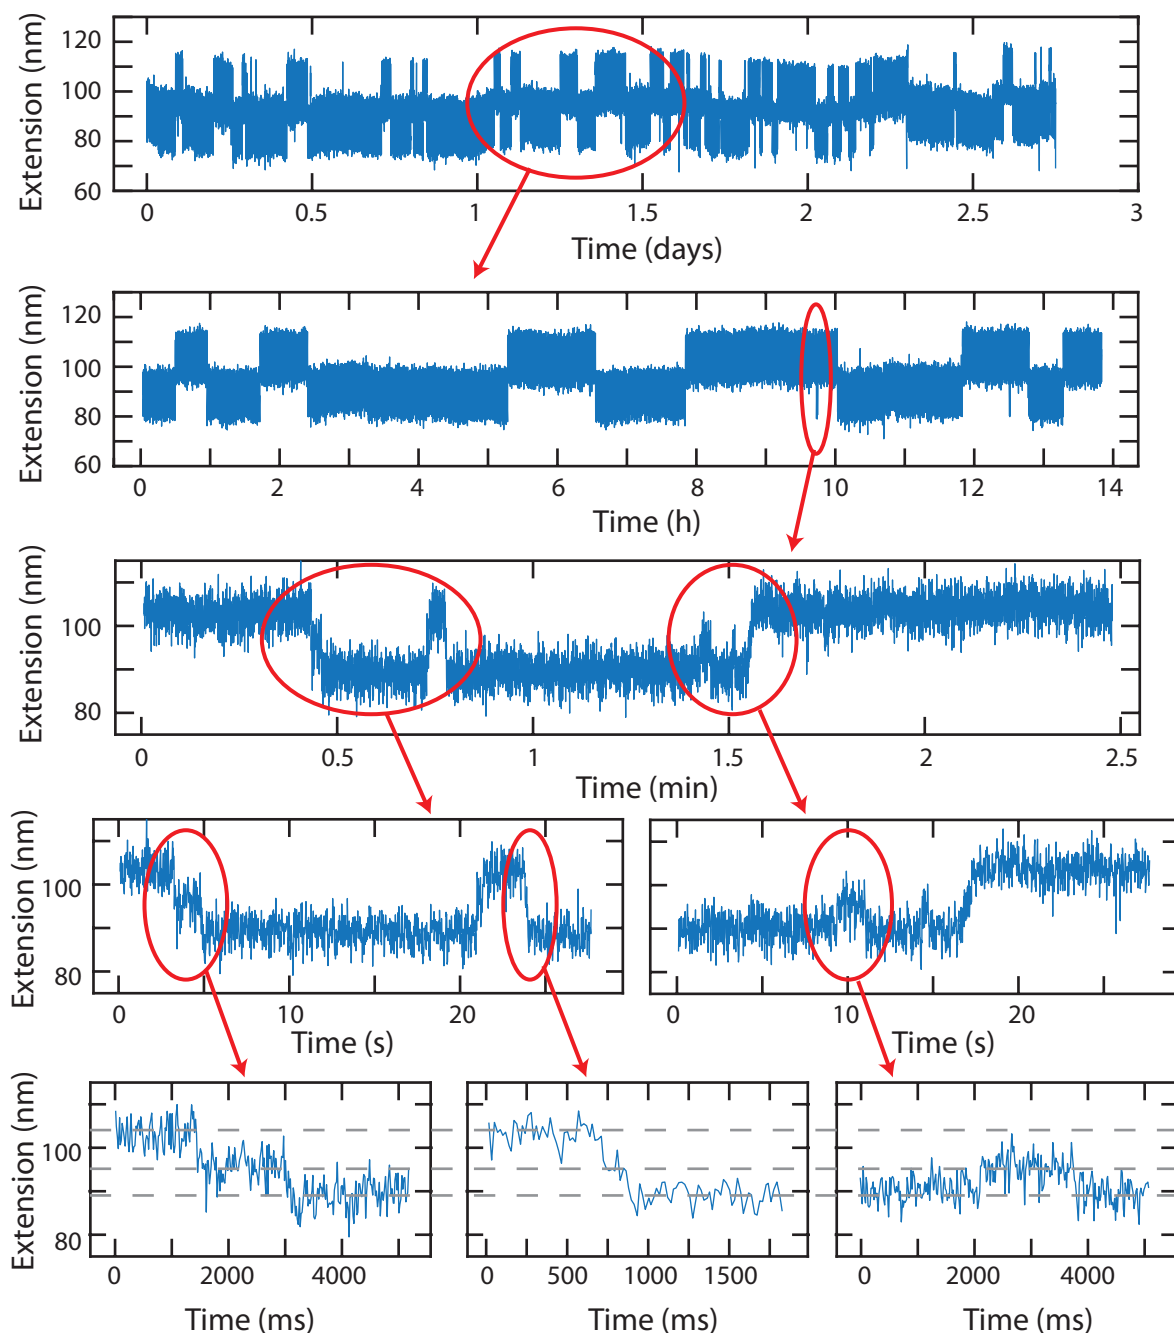 Extension (nm)
120
100
80
60
0 0.5 1 1.5 2 2.5 3
Time (days)
Extension (nm)
120
100
80
60
0 2 4 6 8 10 12 14
Time (h)
Extension (nm)
100
80
0 0.5 1 1.5 2 2.5
Time (min)
Extension (nm)
100
80
0 10 20 0 10 20
Time (s) Time (s)
Extension (nm)
100
80
0 2000 4000 0 500 1000 1500 0 2000 4000
Time (ms) Time (ms) Time (ms)